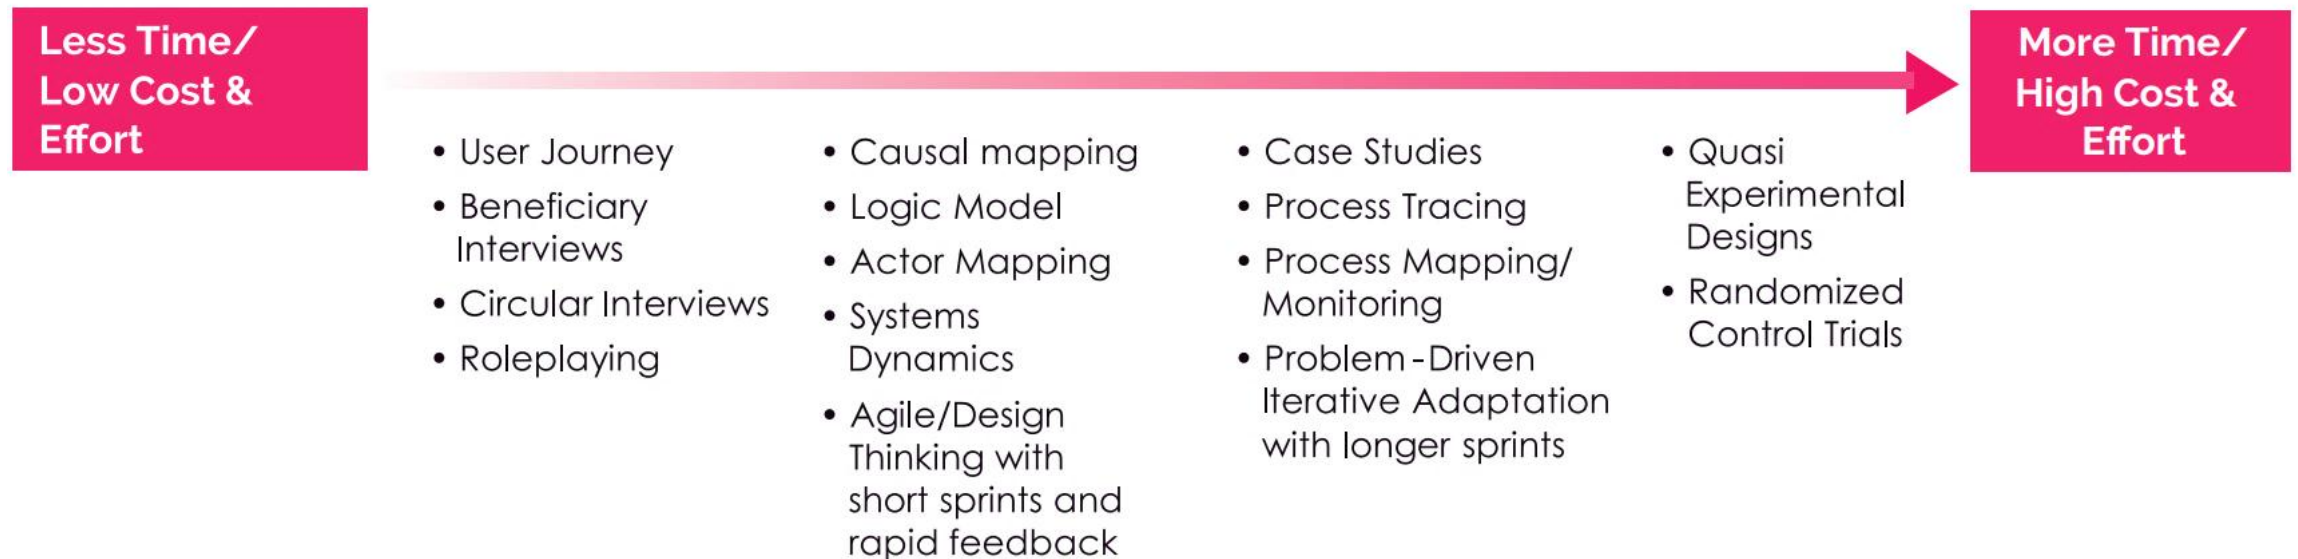 Less Time/
Low Cost &
Effort
• User Journey
• Beneficiary
Interviews
• Circular Interviews
• Roleplaying
• Causal mapping
• Logic Model
• Actor Mapping
• Systems
Dynamics
• Agile/Design
Thinking with
short sprints and
rapid feedback
• Case Studies
• Process Tracing
• Process Mapping/
Monitoring
• Problem-Driven
Iterative Adaptation
with longer sprints
• Quasi
Experimental
Designs
• Randomized
Control Trials
More Time/
High Cost &
Effort